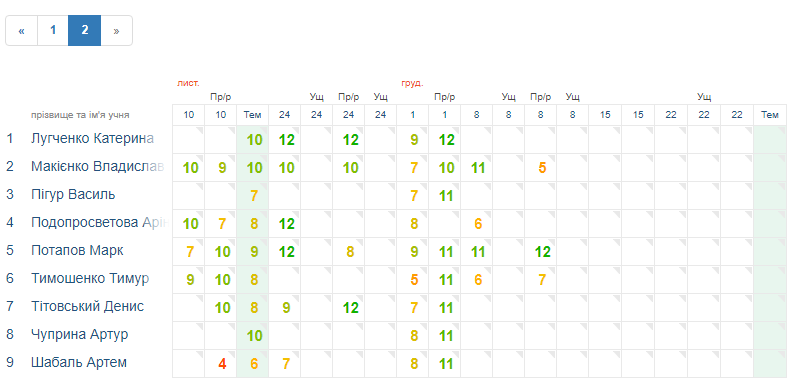 « 1 2 »
лист. груд.
Пр/р Ущ Пр/р Ущ Пр/р Ущ Пр/р Ущ Ущ
прізвище та ім'я учня 10 10 Тем 24 24 24 24 1 1 8 8 8 8 15 15 22 22 22 Тем
1 Лугченко Катерина 10 12 12 9 12
2 Макієнко Владислав 10 9 10 10 10 7 10 11 5
3 Пігур Василь 7 7 11
4 Подопросветова Арін 10 7 8 12 8 6
5 Потапов Марк 7 10 9 12 8 9 11 11 12
6 Тимошенко Тимур 9 10 8 5 11 6 7
7 Тітовський Денис 10 8 9 12 7 11
8 Чуприна Артур 10 8 11
9 Шабаль Артем 4 6 7 8 11